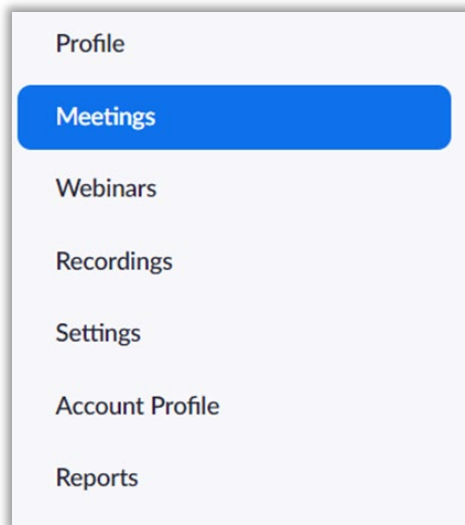 Profile
Meetings
Webinars
Recordings
Settings
Account Profile
Reports